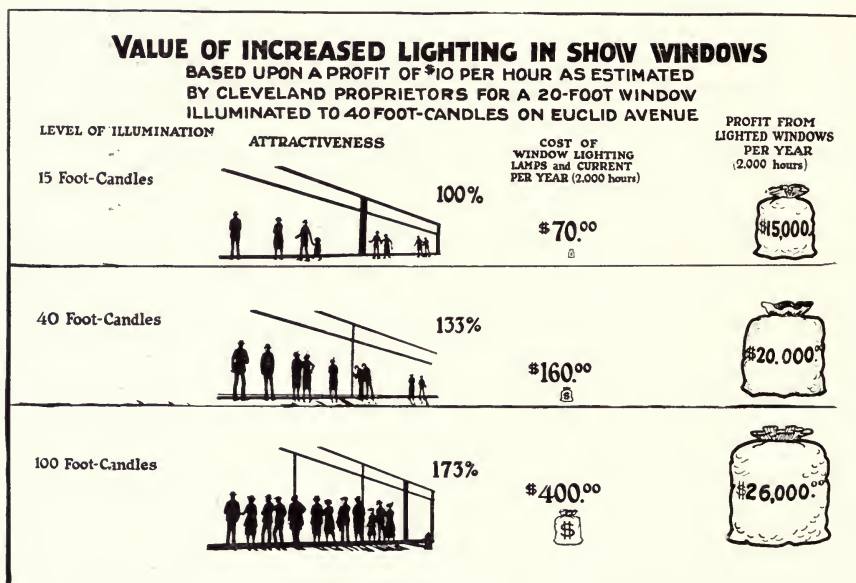 VALUE OF INCREASED LIGHTING IN SHOW WINDOWS
BASED UPON A PROFIT OF $10 PER HOUR AS ESTIMATED
BY CLEVELAND PROPRIETORS FOR A 20-FOOT WINDOW
ILLUMINATED TO 40 FOOT-CANDLES ON EUCLID AVENUE
LEVEL OF ILLUMINATION
ATTRACTIVENESS
COST OF
WINDOW LIGHTING
LAMPS and CURRENT
PER YEAR (2.000 hours)
PROFIT FROM
LIGHTED WINDOWS
PER YEAR
(2.000 hours)
15 Foot-Candles
100%
$70.00
$15,000.
40 Foot-Candles
133%
$160.00
$
$20.000.00
100 Foot-Candles
173%
$400.00
$
$26,000.00